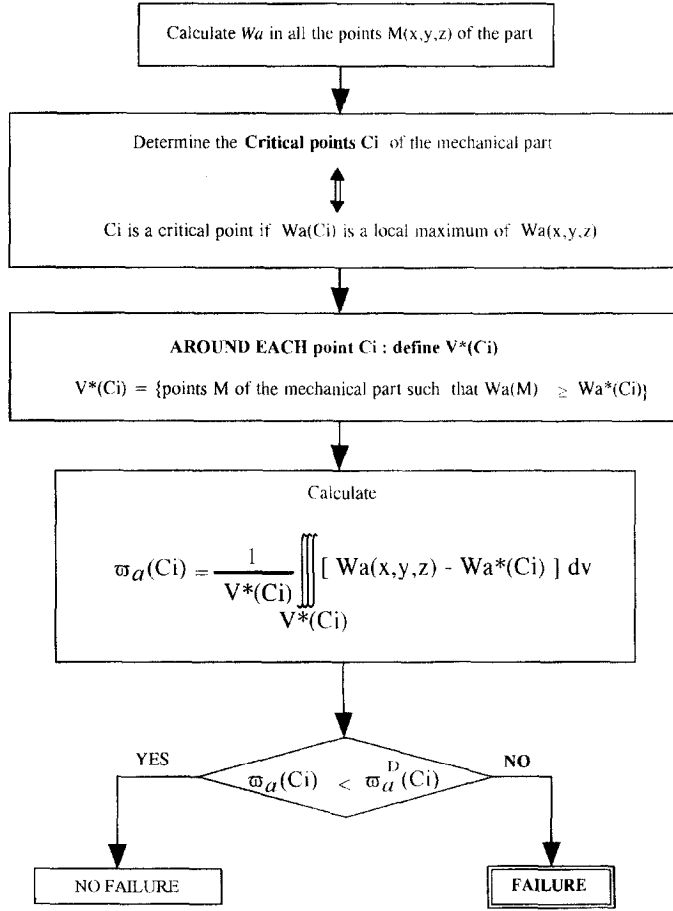 Calculate Wa in all the points M(x,y,z) of the part
Determine the Critical points Ci of the mechanical part
Ci is a critical point if Wa(Ci) is a local maximum of Wa(x,y,z)
AROUND EACH point Ci : define V*(Ci)
V*(Ci) = {points M of the mechanical part such that Wa(M) ≥ Wa*(Ci)}
Calculate
ϖa(Ci) = 1/V*(Ci) ∭V*(Ci) [ Wa(x,y,z) - Wa*(Ci) ] dv
YES
ϖa(Ci) < ϖaD(Ci)
NO
NO FAILURE
FAILURE